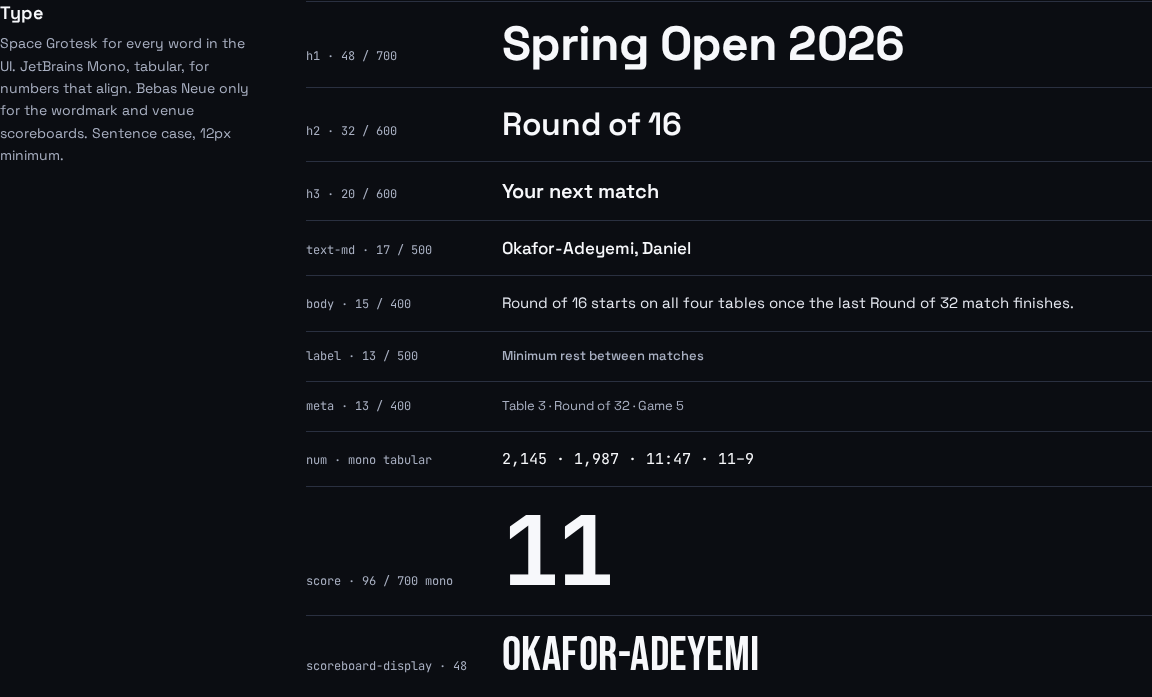 Type
Space Grotesk for every word in the
UI. JetBrains Mono, tabular, for
numbers that align. Bebas Neue only
for the wordmark and venue
scoreboards. Sentence case, 12px
minimum.
h1 · 48 / 700
Spring Open 2026
h2 · 32 / 600
Round of 16
h3 · 20 / 600
Your next match
text-md · 17 / 500
Okafor-Adeyemi, Daniel
body · 15 / 400
Round of 16 starts on all four tables once the last Round of 32 match finishes.
label · 13 / 500
Minimum rest between matches
meta · 13 / 400
Table 3 · Round of 32 · Game 5
num · mono tabular
2,145 · 1,987 · 11:47 · 11–9
score · 96 / 700 mono
11
scoreboard-display · 48
OKAFOR-ADEYEMI